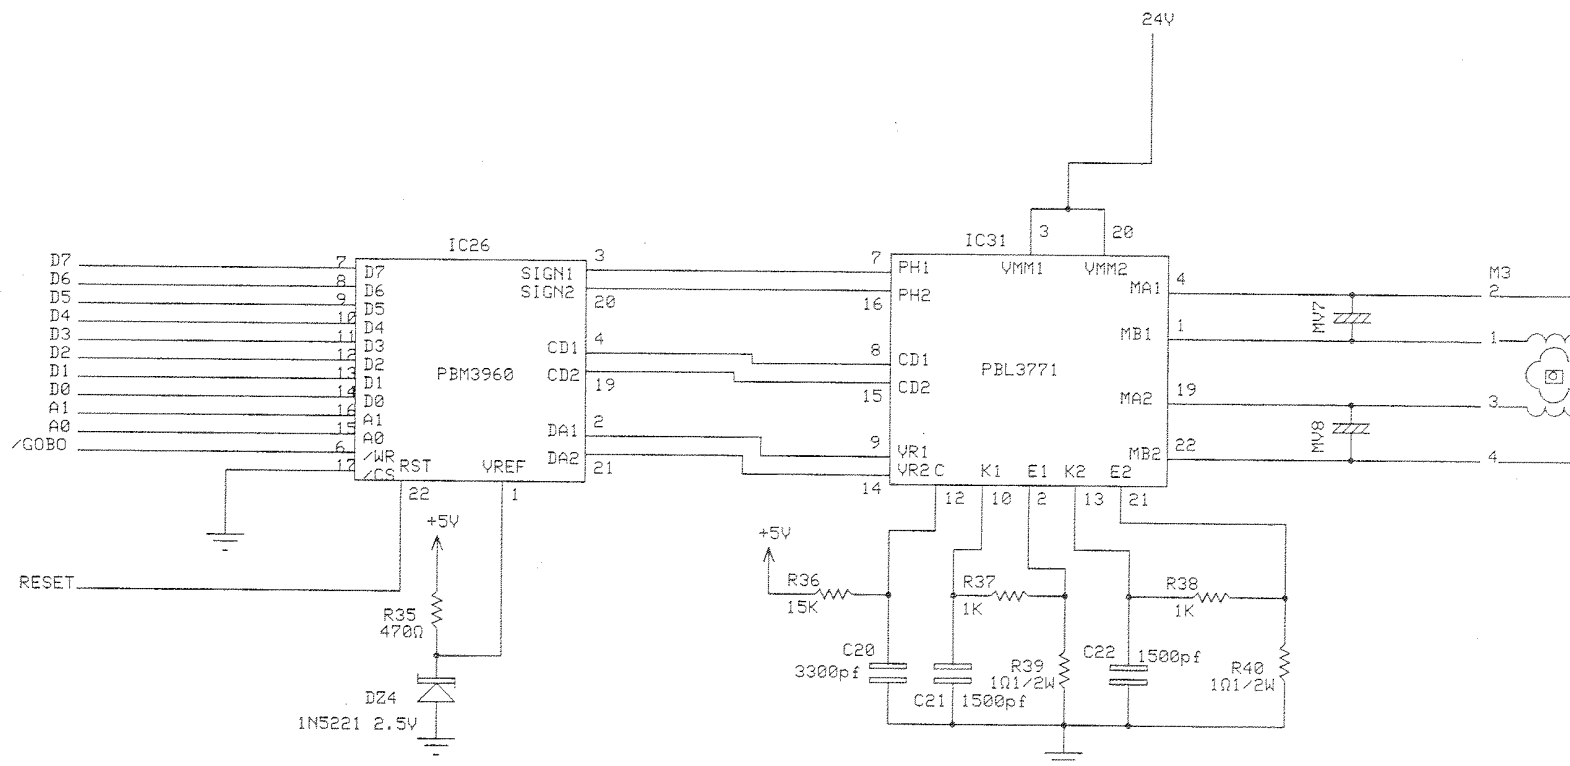 24V
IC26
IC31
D7 7 D7
D6 8 D6
D5 9 D5
D4 10 D4
D3 11 D3
D2 12 D2
D1 13 D1
D0 14 D0
A1 16 A1
A0 15 A0
/GOBO 6 /WR
17 /CS
RST
22
VREF
1
PBM3960
SIGN1 3
SIGN2 20
CD1 4
CD2 19
DA1 2
DA2 21
7 PH1
16 PH2
8 CD1
15 CD2
9 VR1
14 VR2
PBL3771
3 20
VMM1 VMM2
MA1 4
MB1 1
MA2 19
MB2 22
C K1 E1 K2 E2
12 10 2 13 21
MV7
MV8
M3
2
1
3
4
+5V
RESET
R35
470Ω
DZ4
1N5221 2.5V
+5V
R36
15K
R37
1K
R38
1K
C20
3300pf
C21 1500pf
R39
1Ω1/2W
C22 1500pf
R40
1Ω1/2W